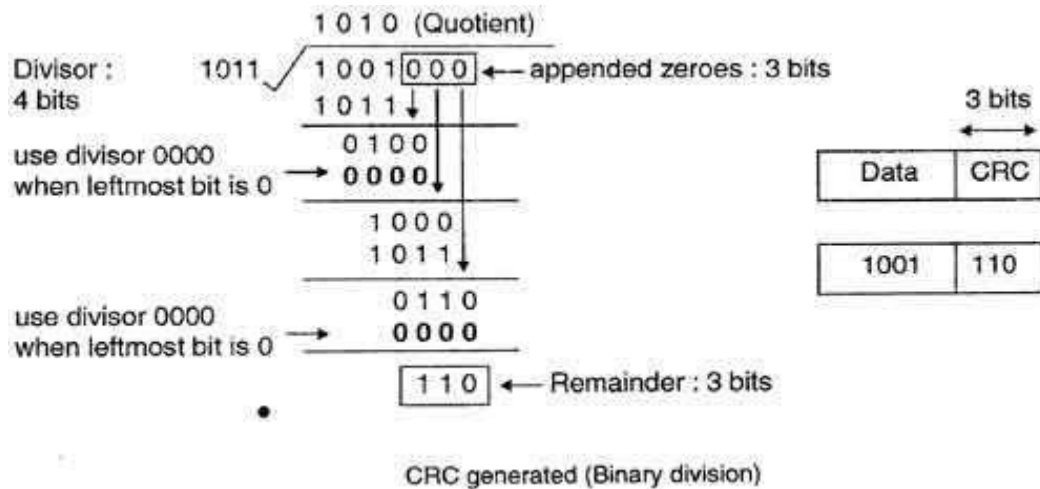 1 0 1 0 (Quotient)
Divisor : 1011 1 0 0 1 0 0 0 appended zeroes : 3 bits
4 bits 1 0 1 1
3 bits
0 1 0 0
use divisor 0000
when leftmost bit is 0 0 0 0 0
Data CRC
1 0 0 0
1 0 1 1
1001 110
0 1 1 0
use divisor 0000
when leftmost bit is 0 0 0 0 0
1 1 0 Remainder : 3 bits
CRC generated (Binary division)